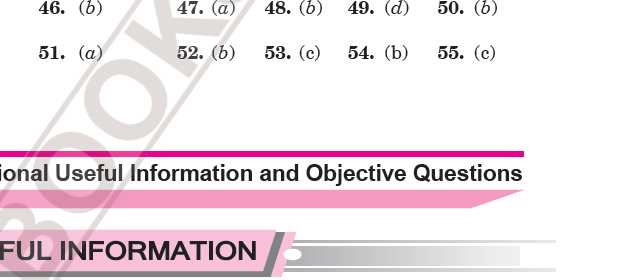 46. (b) 47. (a) 48. (b) 49. (d) 50. (b)
51. (a) 52. (b) 53. (c) 54. (b) 55. (c)
ional Useful Information and Objective Questions
FUL INFORMATION
BOOK